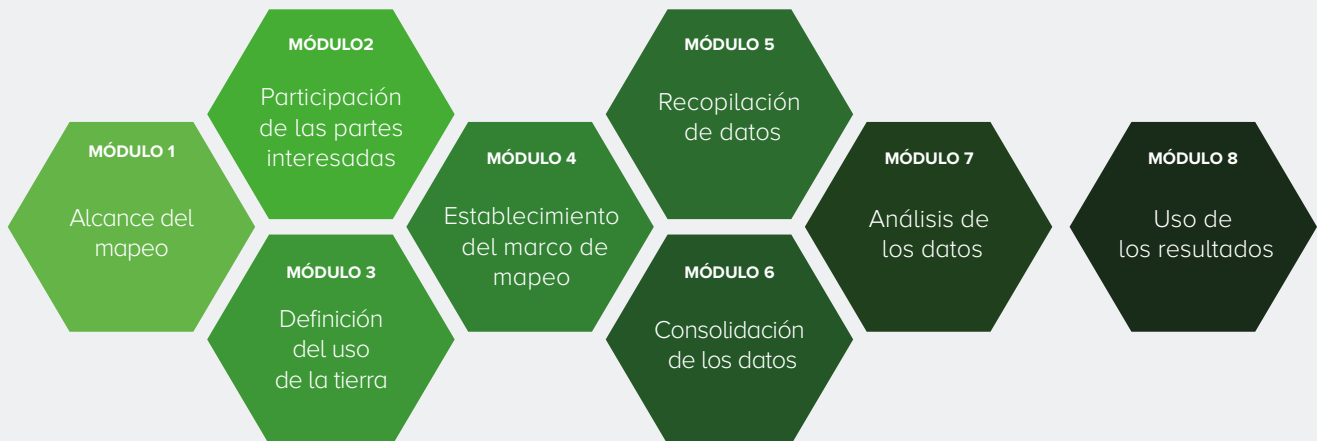 MÓDULO 1
Alcance del
mapeo
MÓDULO2
Participación
de las partes
interesadas
MÓDULO 3
Definición
del uso
de la tierra
MÓDULO 4
Establecimiento
del marco de
mapeo
MÓDULO 5
Recopilación
de datos
MÓDULO 6
Consolidación
de los datos
MÓDULO 7
Análisis de
los datos
MÓDULO 8
Uso de
los resultados